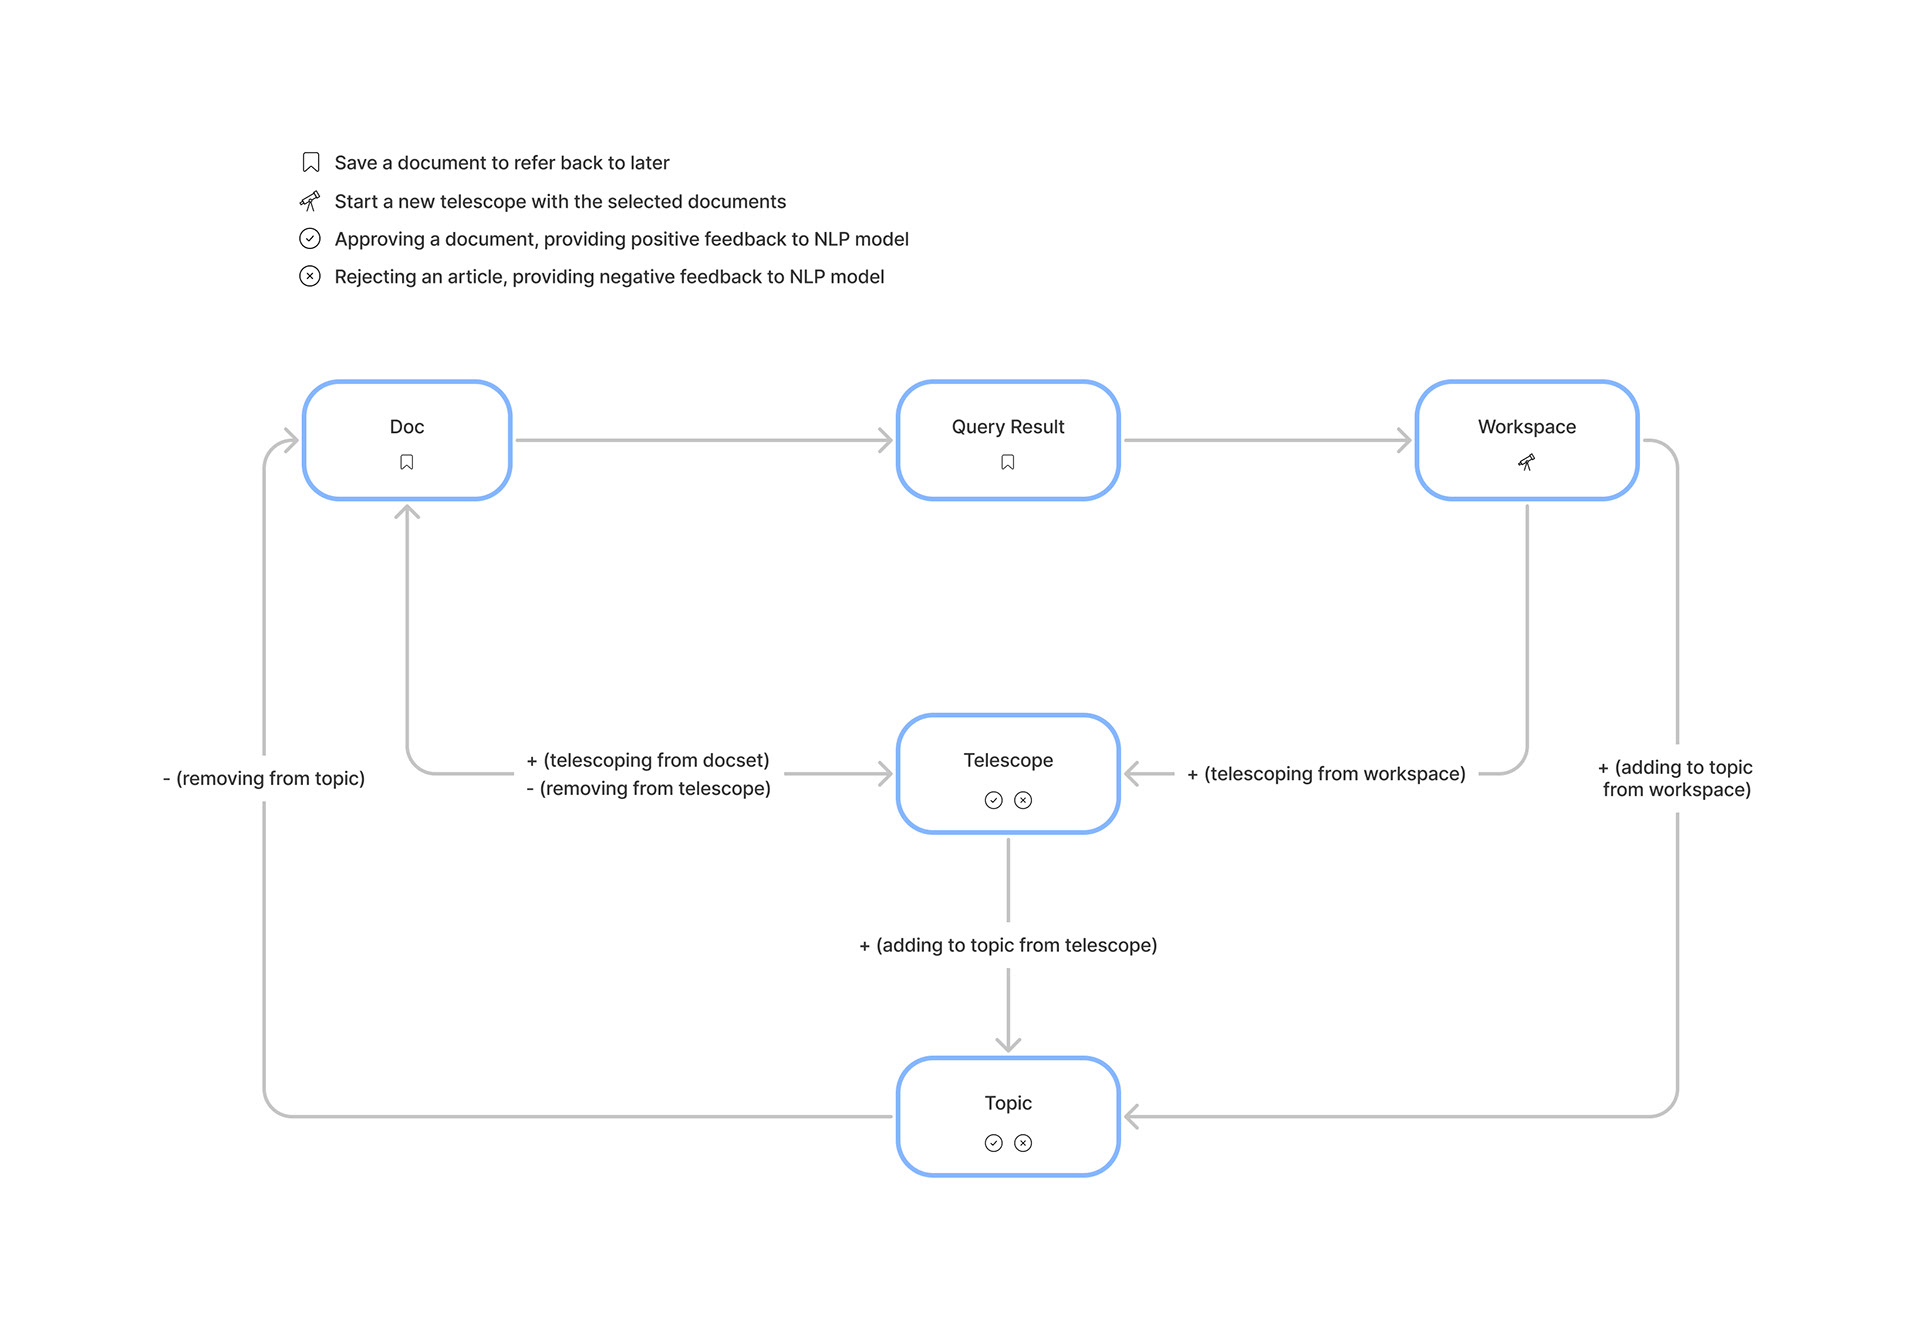 Save a document to refer back to later
Start a new telescope with the selected documents
Approving a document, providing positive feedback to NLP model
Rejecting an article, providing negative feedback to NLP model
Doc
Query Result
Workspace
- (removing from topic)
+ (telescoping from docset)
- (removing from telescope)
Telescope
+ (telescoping from workspace)
+ (adding to topic
from workspace)
+ (adding to topic from telescope)
Topic